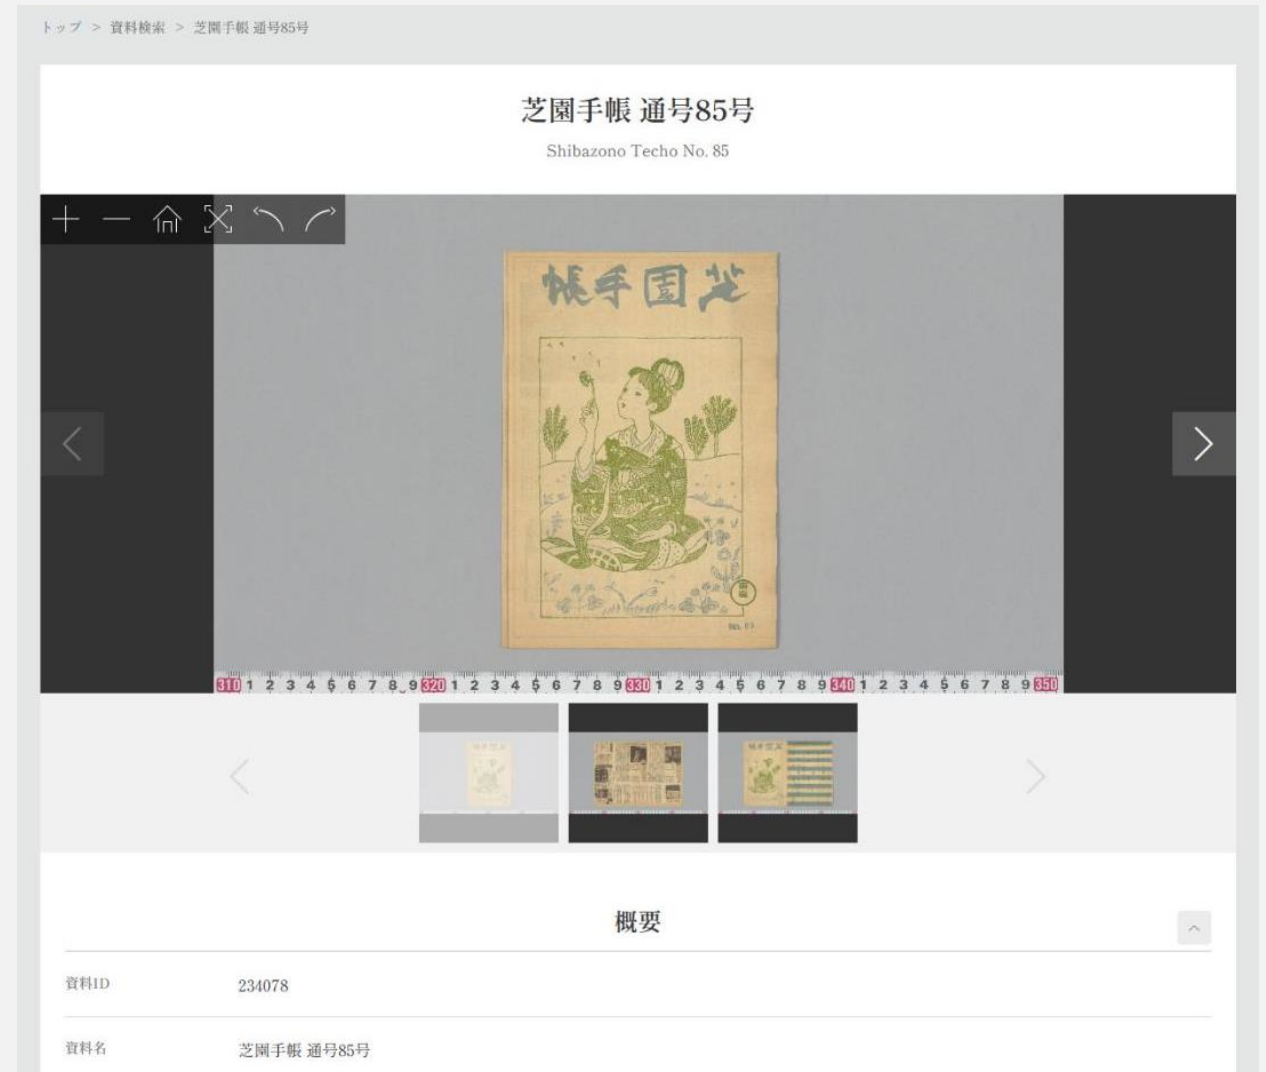 トップ > 資料検索 > 芝園手帳 通号85号
芝園手帳 通号85号
Shibazono Techo No. 85
帳手園芝
310 1 2 3 4 5 6 7 8 9 320 1 2 3 4 5 6 7 8 9 330 1 2 3 4 5 6 7 8 9 340 1 2 3 4 5 6 7 8 9 350
概要
資料ID
234078
資料名
芝園手帳 通号85号